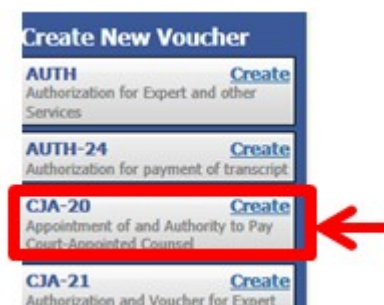 Create New Voucher
AUTH Create
Authorization for Expert and other
Services
AUTH-24 Create
Authorization for payment of transcript
CJA-20 Create
Appointment of and Authority to Pay
Court-Appointed Counsel
CJA-21 Create
Authorization and Voucher for Expert